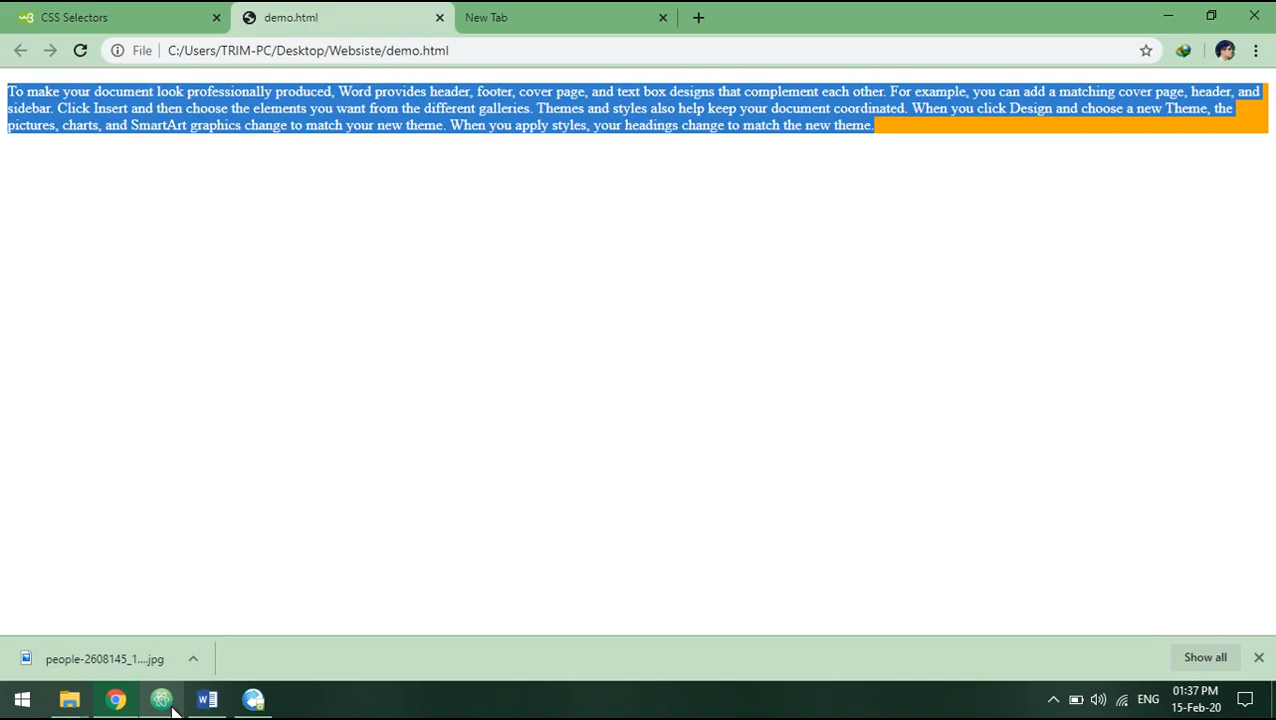 CSS Selectors
demo.html
New Tab
File C:/Users/TRIM-PC/Desktop/Websiste/demo.html
To make your document look professionally produced, Word provides header, footer, cover page, and text box designs that complement each other. For example, you can add a matching cover page, header, and
sidebar. Click Insert and then choose the elements you want from the different galleries. Themes and styles also help keep your document coordinated. When you click Design and choose a new Theme, the
pictures, charts, and SmartArt graphics change to match your new theme. When you apply styles, your headings change to match the new theme.
people-2608145_1....jpg
Show all
ENG
01:37 PM
15-Feb-20